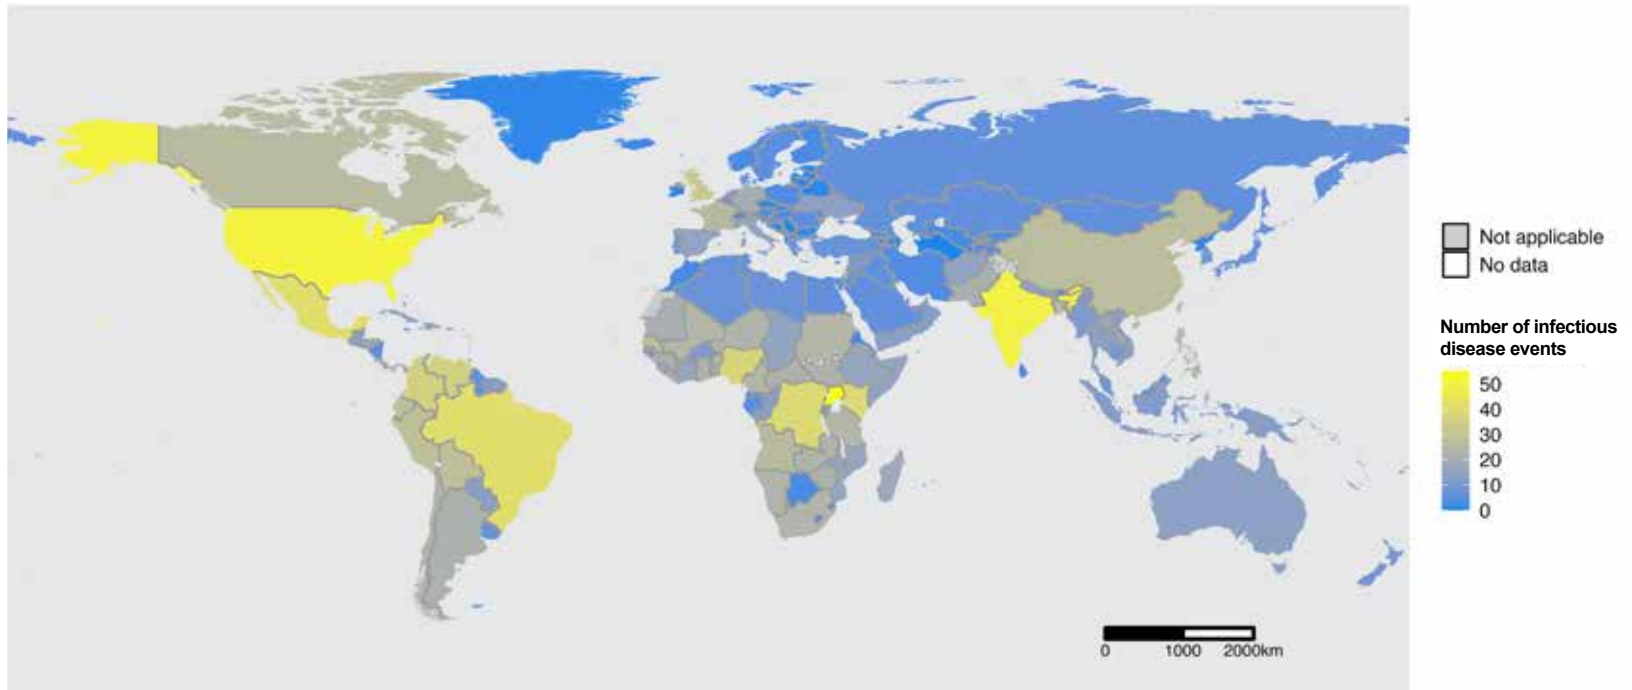 Not applicable
No data
Number of infectious
disease events
50
40
30
20
10
0
0 1000 2000km